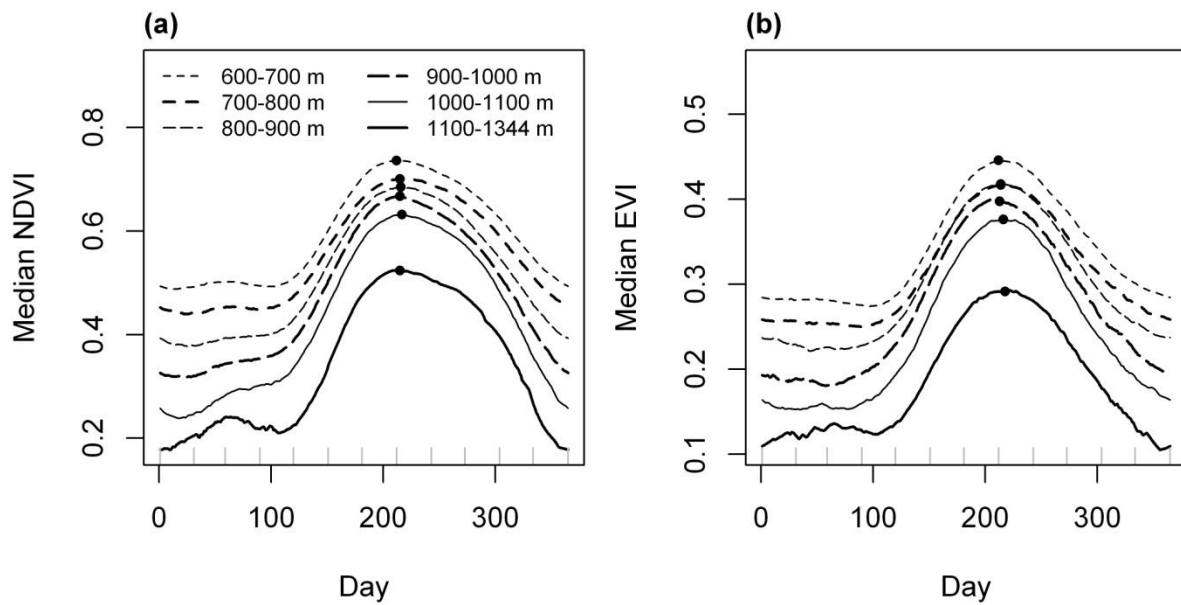 (a)
600-700 m
700-800 m
800-900 m
900-1000 m
1000-1100 m
1100-1344 m
Median NDVI
0.8
0.6
0.4
0.2
0 100 200 300
Day
(b)
Median EVI
0.5
0.4
0.3
0.2
0.1
0 100 200 300
Day